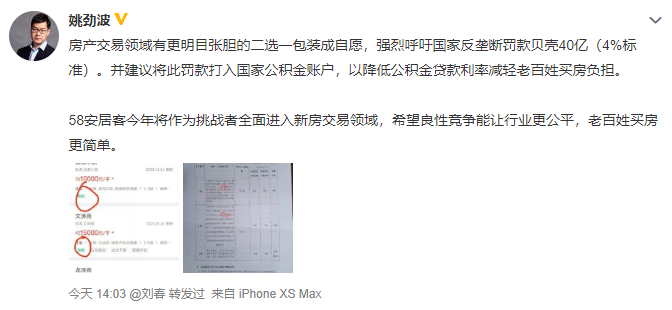 姚劲波
房产交易领域有更明目张胆的二选一包装成自愿，强烈呼吁国家反垄断罚款贝壳40亿（4%标
准）。并建议将此罚款打入国家公积金账户，以降低公积金贷款利率减轻老百姓买房负担。
58安居客今年将作为挑战者全面进入新房交易领域，希望良性竞争能让行业更公平，老百姓买房
更简单。
均10000元/平
文沛苑
均15000元/平
今天 14:03 @刘春 转发过 来自 iPhone XS Max